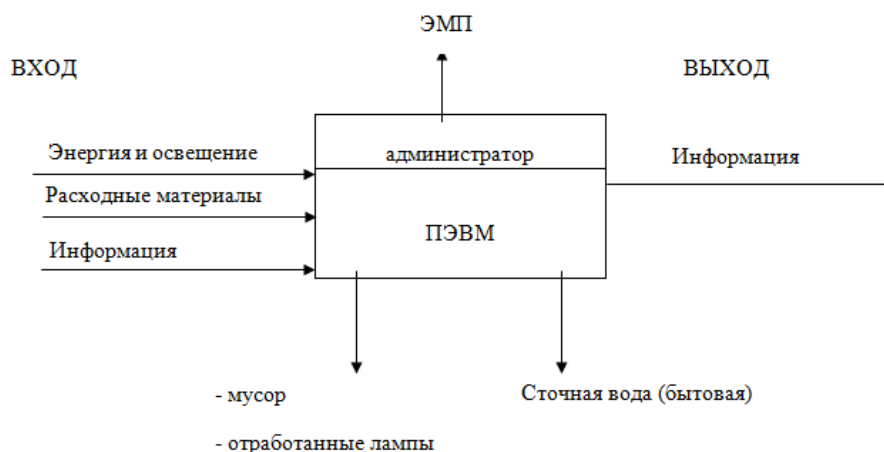 ЭМП
ВХОД
ВЫХОД
Энергия и освещение
администратор
Информация
Расходные материалы
ПЭВМ
Информация
- мусор
Сточная вода (бытовая)
- отработанные лампы